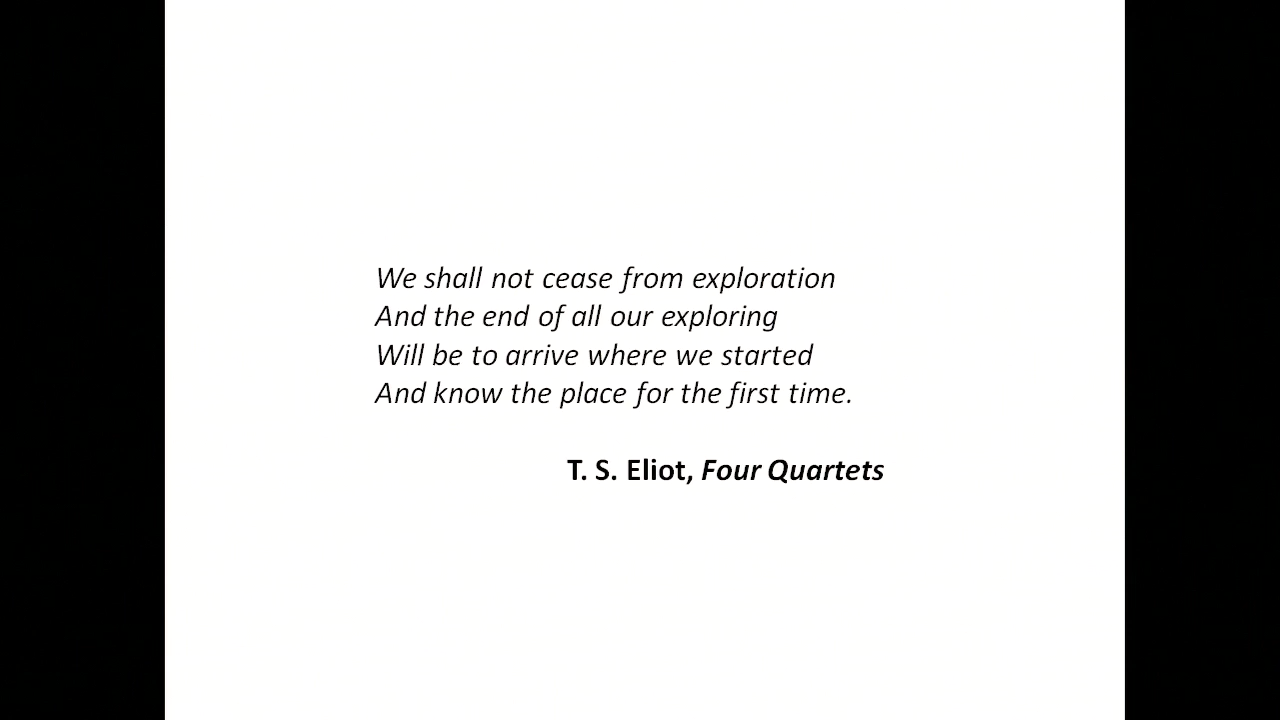 We shall not cease from exploration
And the end of all our exploring
Will be to arrive where we started
And know the place for the first time.
T. S. Eliot, Four Quartets